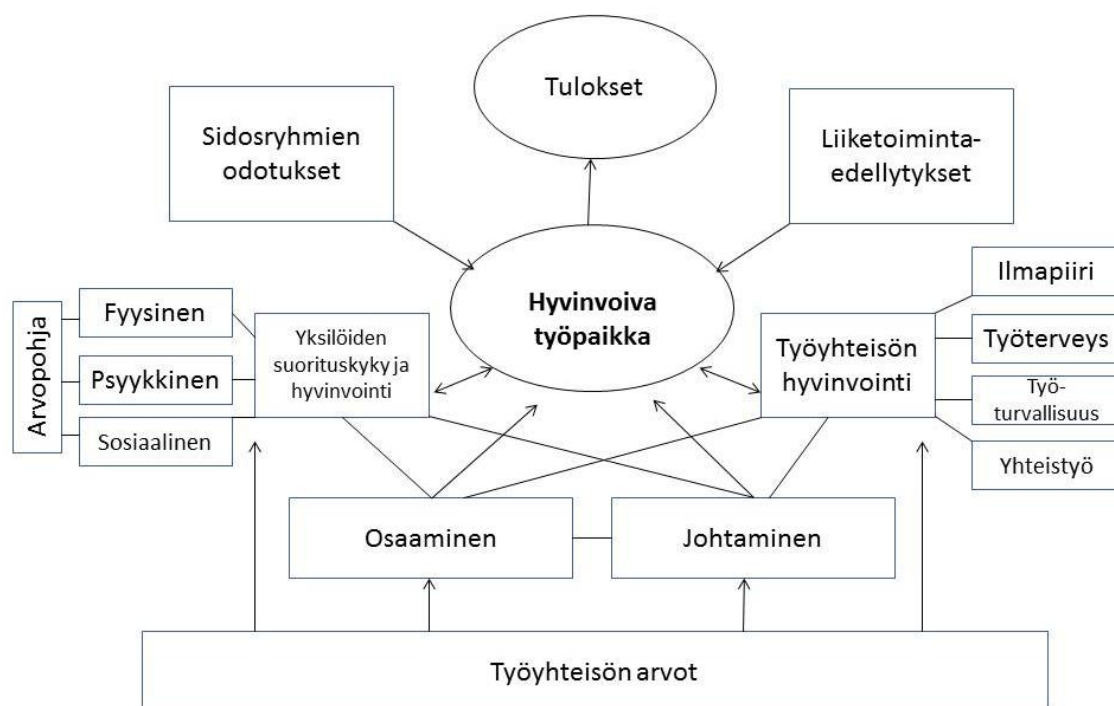 Tulokset
Sidosryhmien
odotukset
Liiketoiminta-
edellytykset
Hyvinvoiva
työpaikka
Arvopohja
Fyysinen
Psyykkinen
Sosiaalinen
Yksilöiden
suorituskyky ja
hyvinvointi
Työyhteisön
hyvinvointi
Ilmapiiri
Työterveys
Työ-
turvallisuus
Yhteistyö
Osaaminen
Johtaminen
Työyhteisön arvot